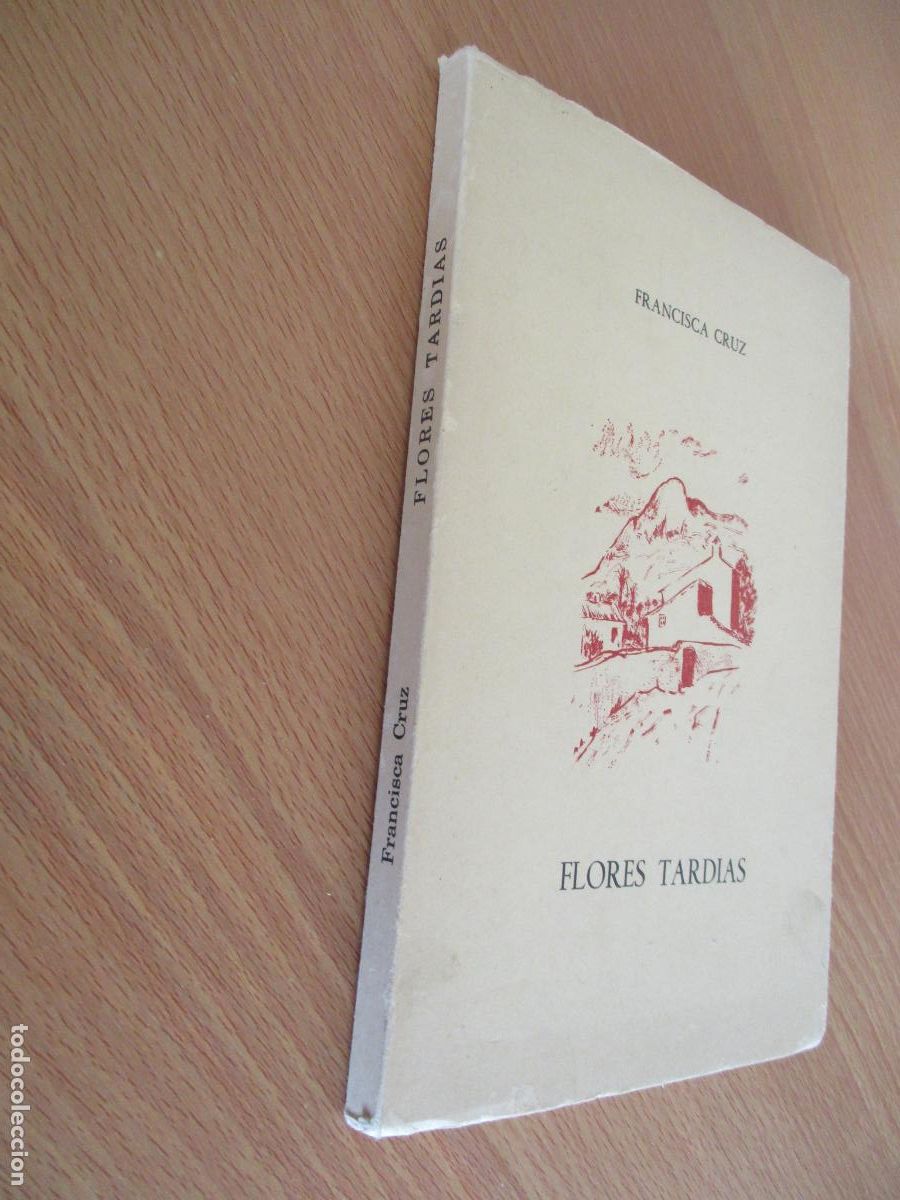 FRANCISCA CRUZ
FLORES TARDIAS
Francisca Cruz
FLORES TARDIAS
todocoleccion